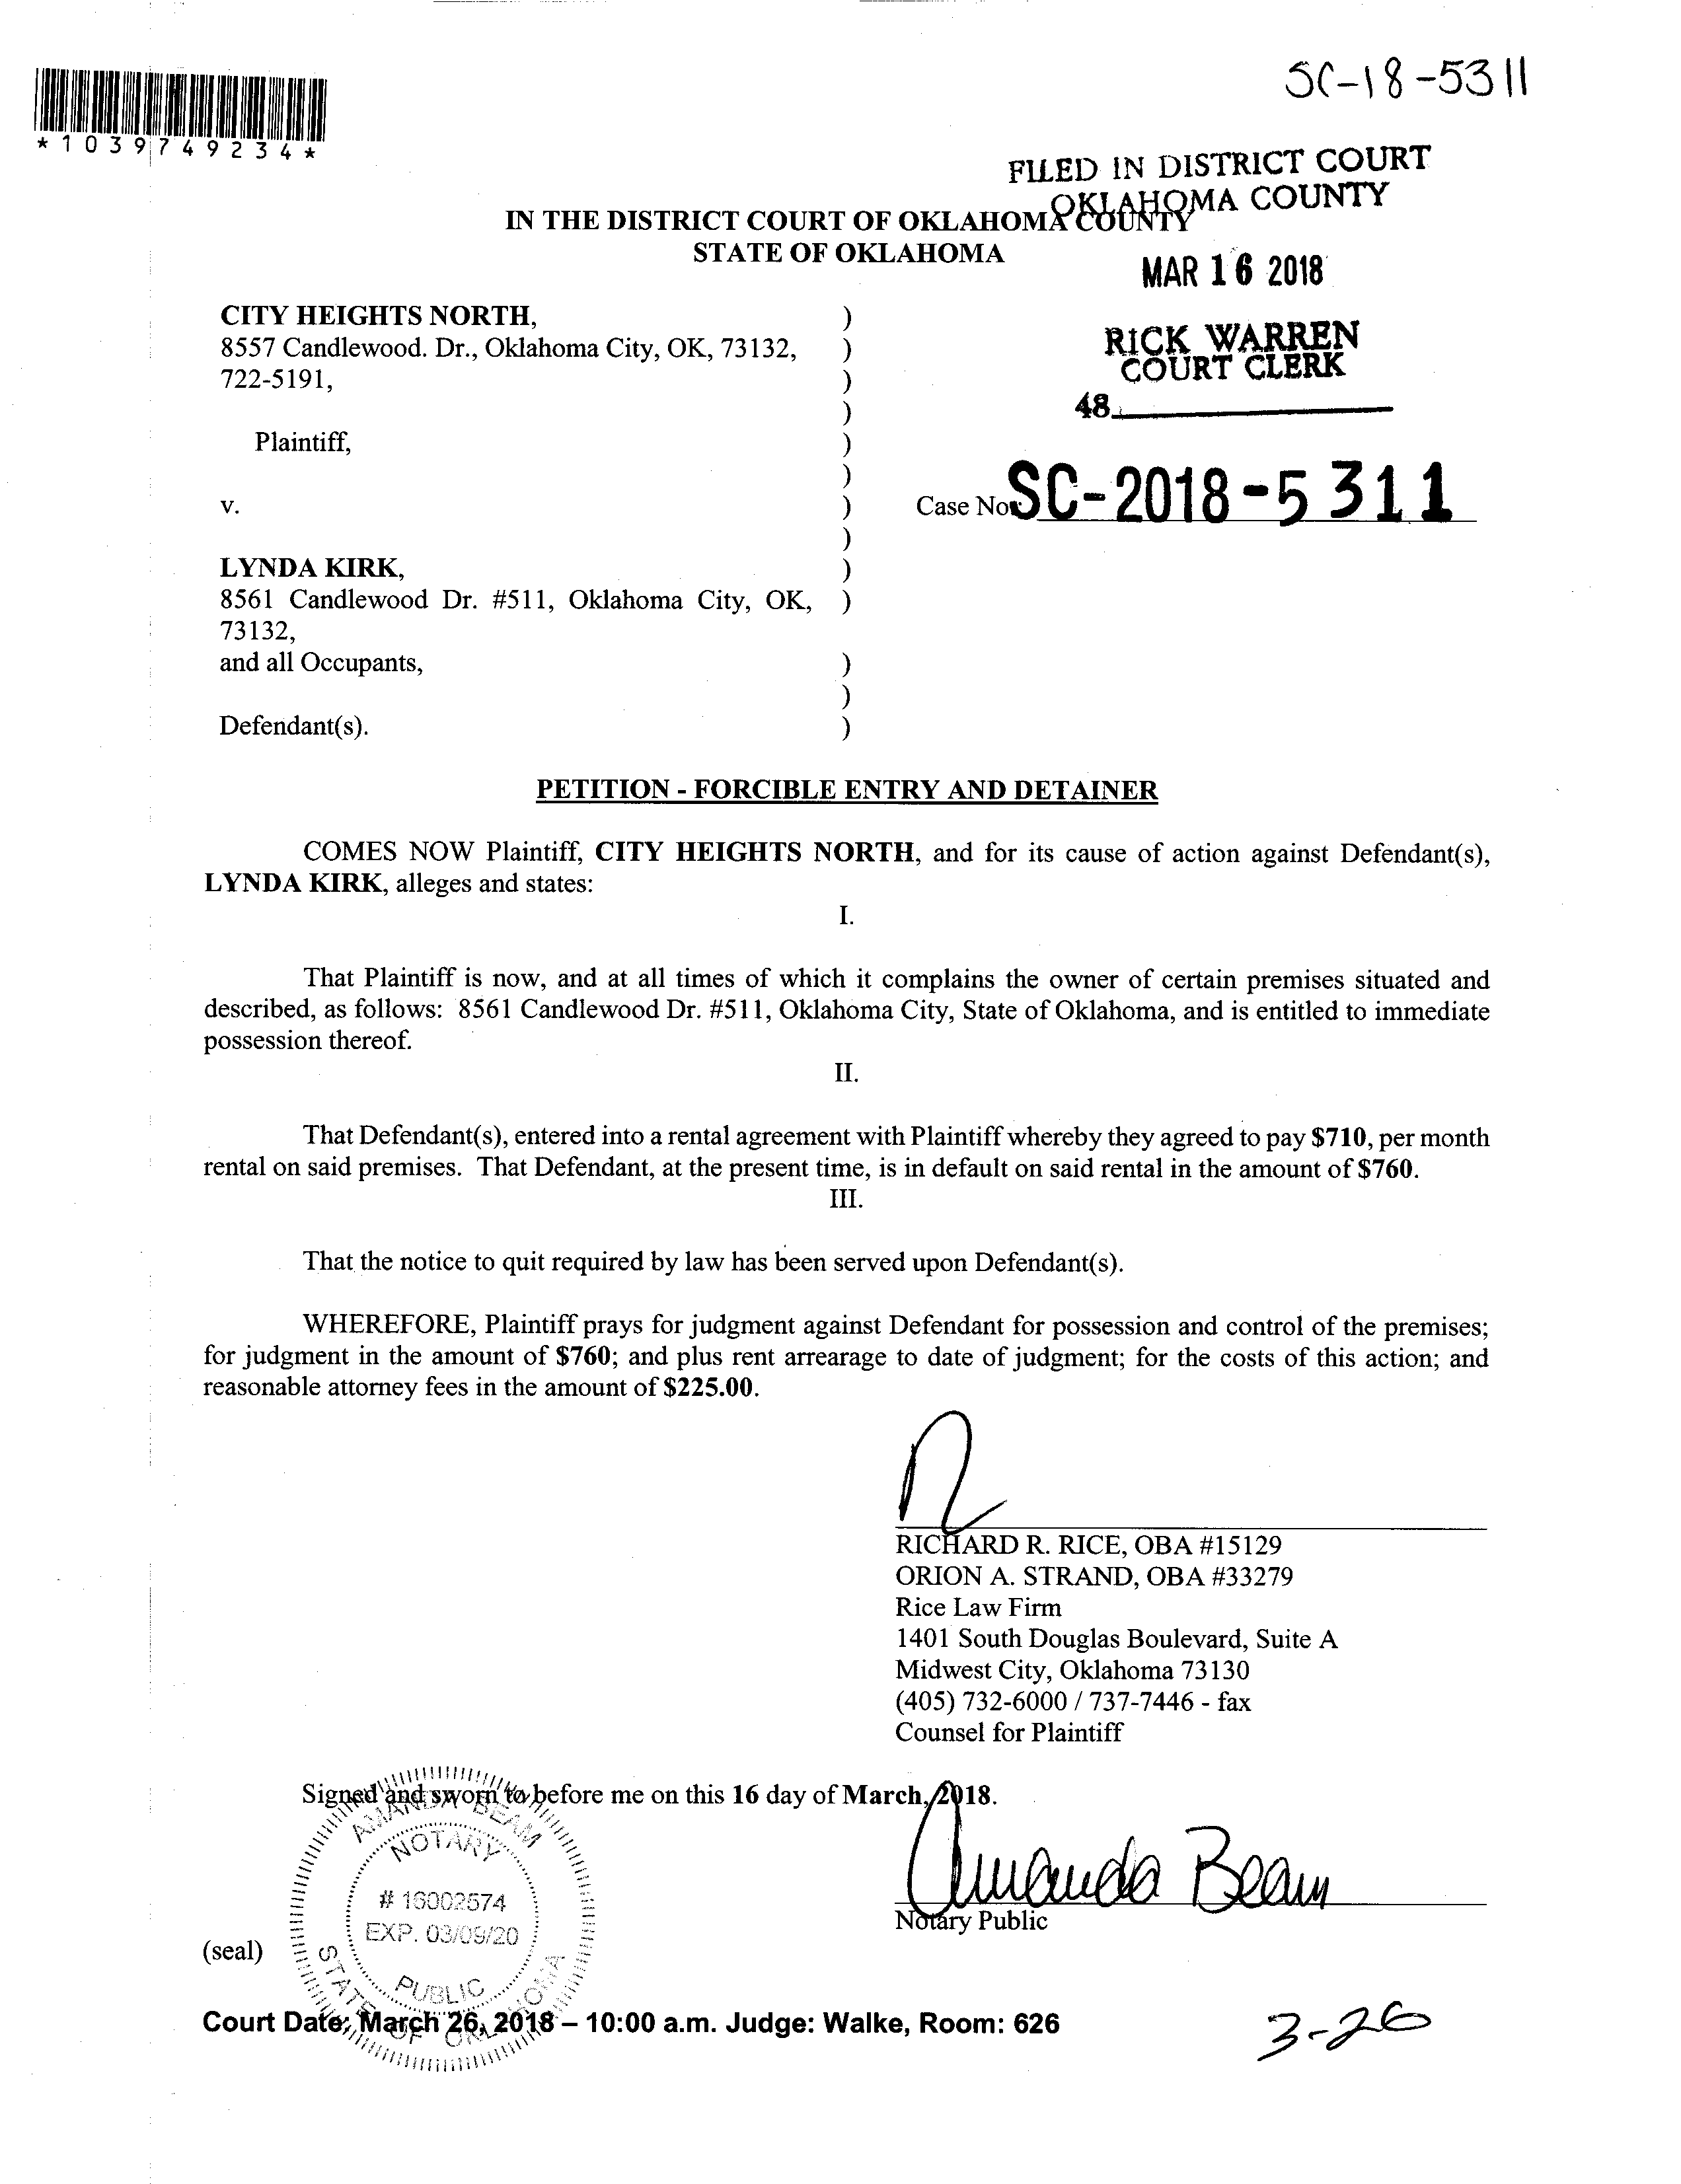 SC-18-5311
*1039749234*
FILED IN DISTRICT COURT
OKLAHOMA COUNTY
IN THE DISTRICT COURT OF OKLAHOMA COUNTY
STATE OF OKLAHOMA
MAR 16 2018
CITY HEIGHTS NORTH, )
8557 Candlewood. Dr., Oklahoma City, OK, 73132, )
722-5191, )
)
RICK WARREN
COURT CLERK
48
Plaintiff, )
)
v. )
Case No. SC-2018-5311
)
LYNDA KIRK, )
8561 Candlewood Dr. #511, Oklahoma City, OK, )
73132,
and all Occupants, )
)
Defendant(s). )
PETITION - FORCIBLE ENTRY AND DETAINER
COMES NOW Plaintiff, CITY HEIGHTS NORTH, and for its cause of action against Defendant(s),
LYNDA KIRK, alleges and states:
I.
That Plaintiff is now, and at all times of which it complains the owner of certain premises situated and
described, as follows: 8561 Candlewood Dr. #511, Oklahoma City, State of Oklahoma, and is entitled to immediate
possession thereof.
II.
That Defendant(s), entered into a rental agreement with Plaintiff whereby they agreed to pay $710, per month
rental on said premises. That Defendant, at the present time, is in default on said rental in the amount of $760.
III.
That the notice to quit required by law has been served upon Defendant(s).
WHEREFORE, Plaintiff prays for judgment against Defendant for possession and control of the premises;
for judgment in the amount of $760; and plus rent arrearage to date of judgment; for the costs of this action; and
reasonable attorney fees in the amount of $225.00.
RICHARD R. RICE, OBA #15129
ORION A. STRAND, OBA #33279
Rice Law Firm
1401 South Douglas Boulevard, Suite A
Midwest City, Oklahoma 73130
(405) 732-6000 / 737-7446 - fax
Counsel for Plaintiff
Signed and sworn to before me on this 16 day of March, 2018.
AMANDA BEAM
NOTARY
# 16002574
EXP. 03/09/20
PUBLIC
STATE OF OKLAHOMA
Amanda Beam
Notary Public
(seal)
Court Date: March 26, 2018 – 10:00 a.m. Judge: Walke, Room: 626
3-26